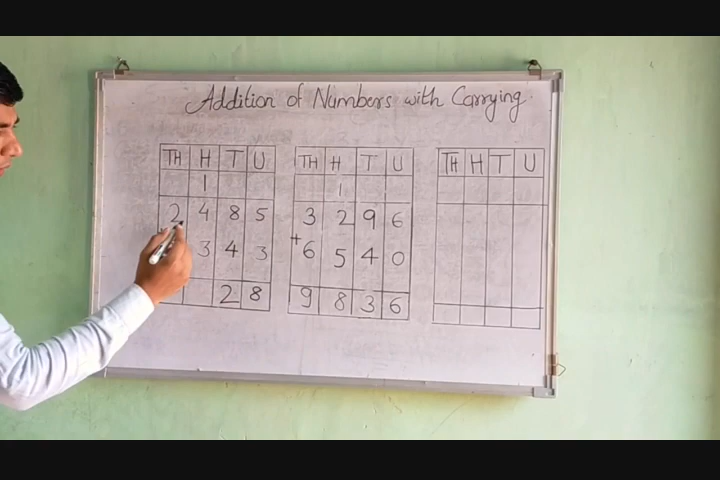 Addition of Numbers with Carrying.
TH H T U
1
2 4 8 5
3 4 3
2 8
TH H T U
1
3 2 9 6
+ 6 5 4 0
9 8 3 6
TH H T U